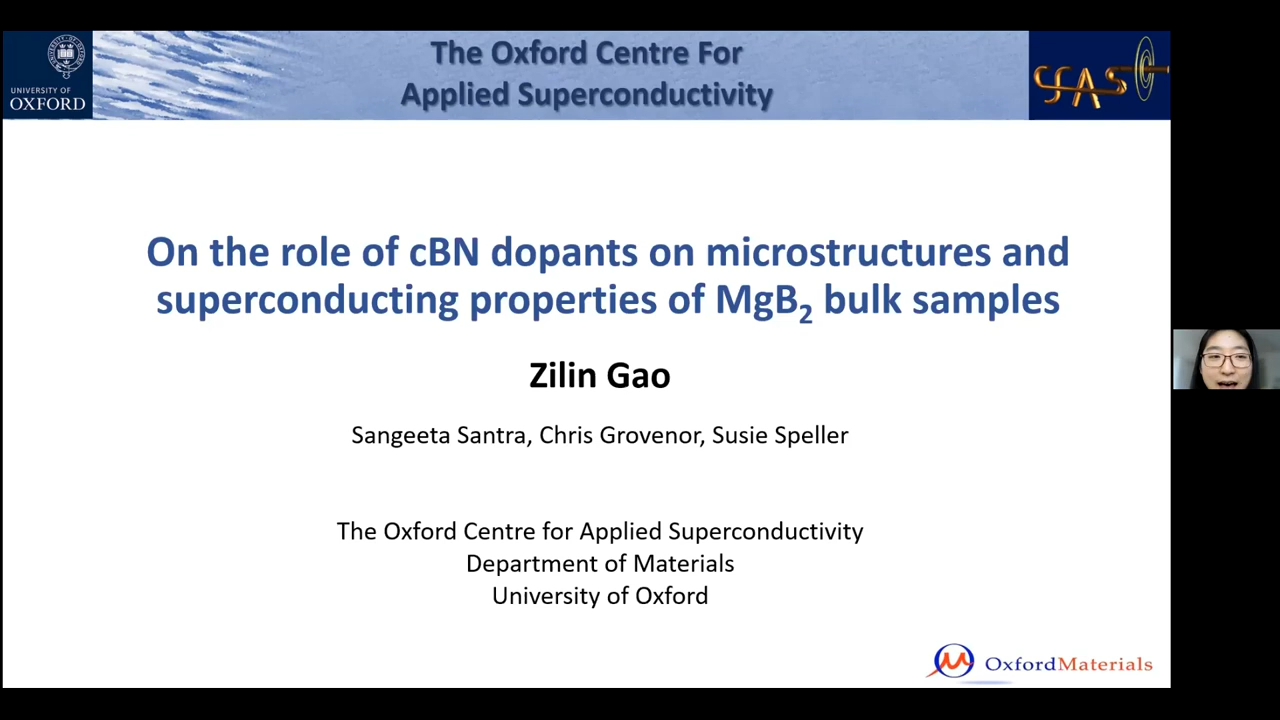 UNIVERSITY OF
OXFORD
The Oxford Centre For
Applied Superconductivity
On the role of cBN dopants on microstructures and
superconducting properties of MgB₂ bulk samples
Zilin Gao
Sangeeta Santra, Chris Grovenor, Susie Speller
The Oxford Centre for Applied Superconductivity
Department of Materials
University of Oxford
OxfordMaterials